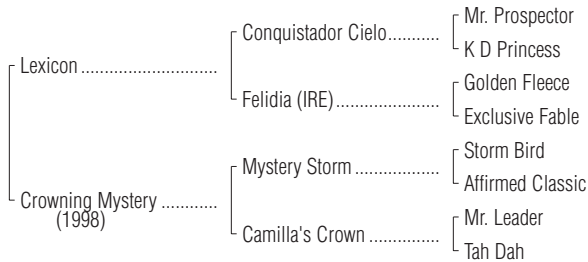 Mr. Prospector
Conquistador Cielo...........
K D Princess
Lexicon ............................
Golden Fleece
Felidia (IRE) .....................
Exclusive Fable
Storm Bird
Mystery Storm .................
Affirmed Classic
Crowning Mystery ...........
(1998)
Mr. Leader
Camilla's Crown ..............
Tah Dah